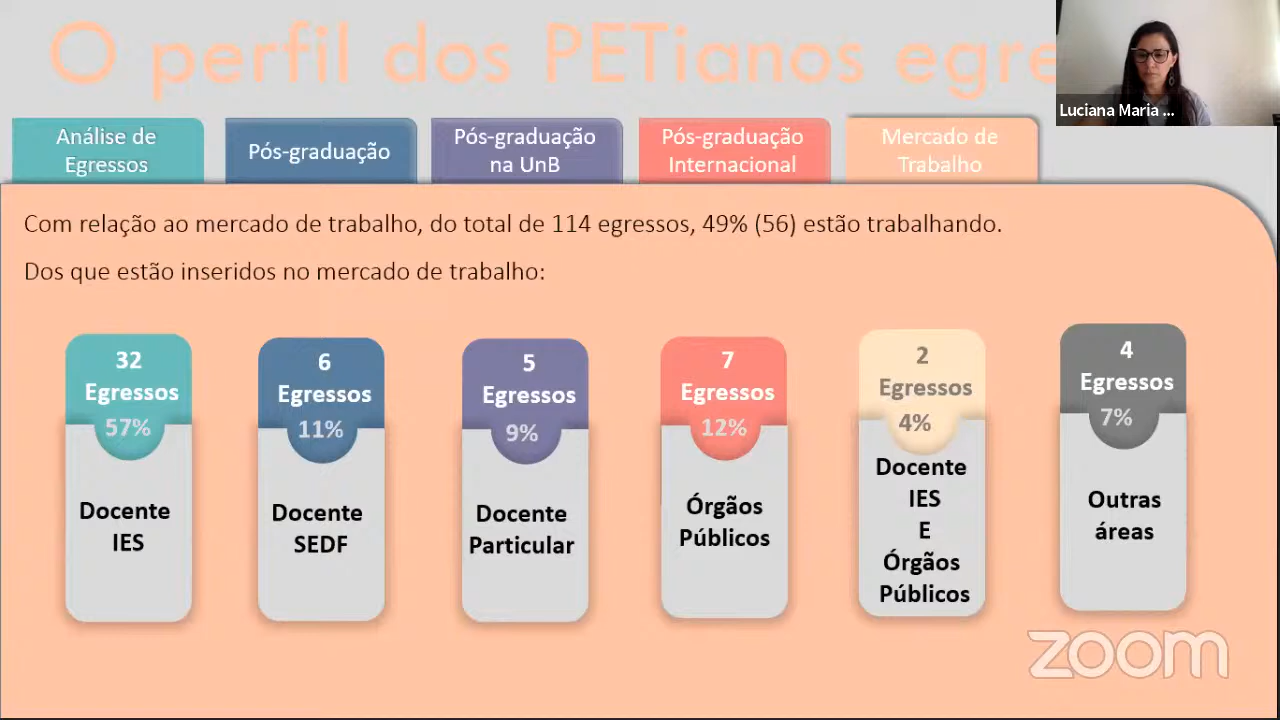 O perfil dos PETianos egre
Luciana Maria ...
Análise de
Egressos
Pós-graduação
Pós-graduação
na UnB
Pós-graduação
Internacional
Mercado de
Trabalho
Com relação ao mercado de trabalho, do total de 114 egressos, 49% (56) estão trabalhando.
Dos que estão inseridos no mercado de trabalho:
32
Egressos
57%
Docente
IES
6
Egressos
11%
Docente
SEDF
5
Egressos
9%
Docente
Particular
7
Egressos
12%
Órgãos
Públicos
2
Egressos
4%
Docente
IES
E
Órgãos
Públicos
4
Egressos
7%
Outras
áreas
zoom